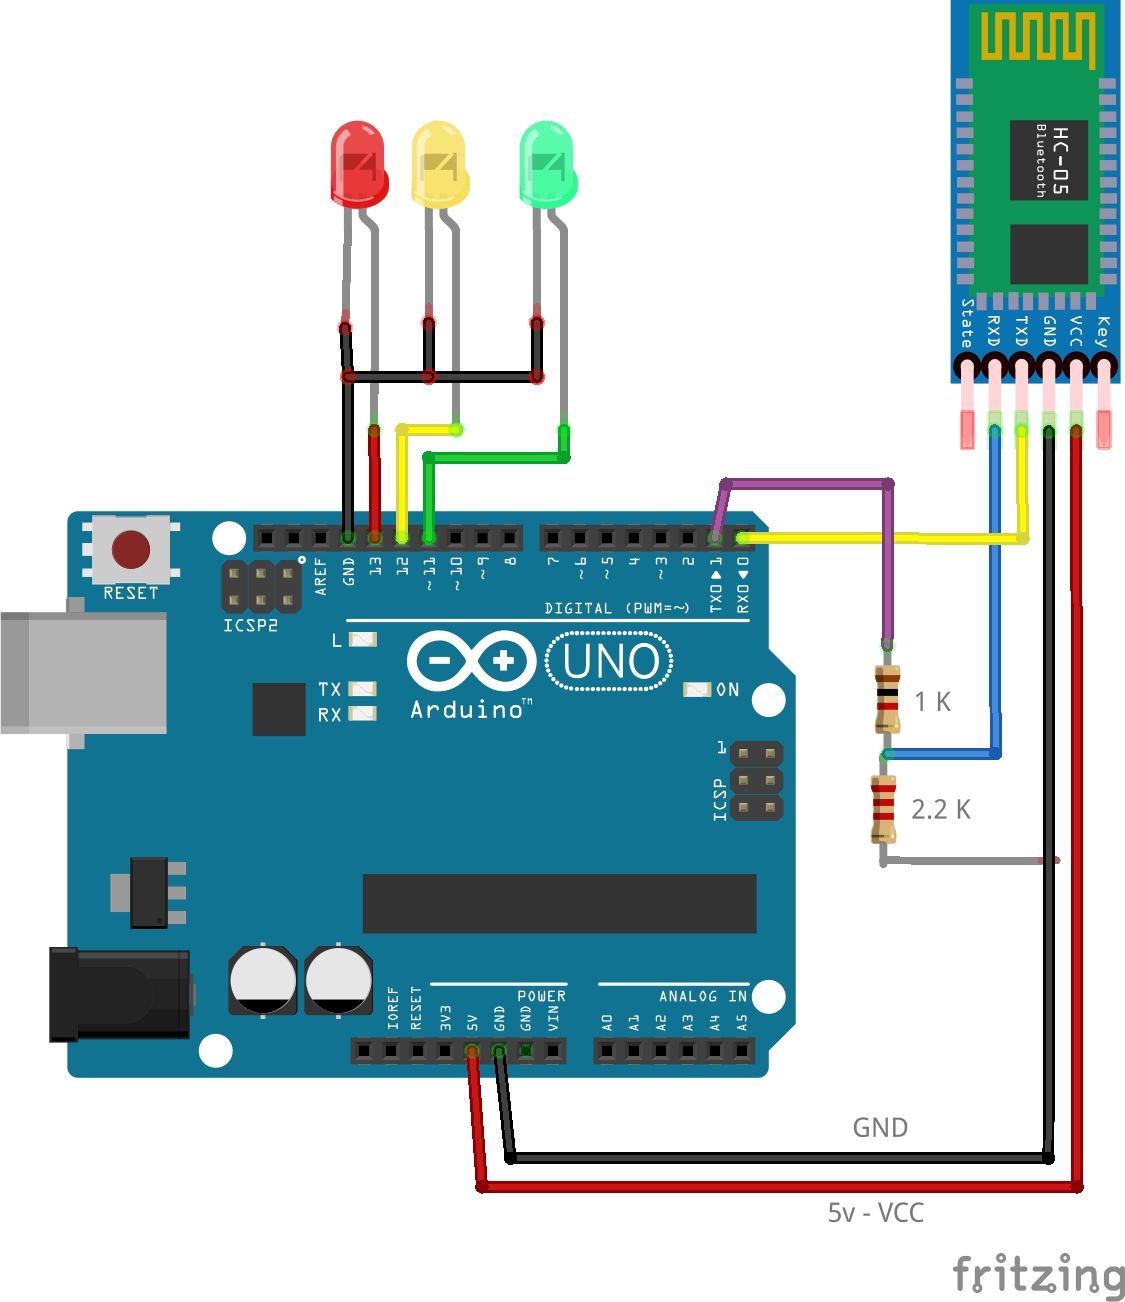 HC-05
Bluetooth
State
RXD
TXD
GND
VCC
Key
RESET
ICSP2
AREF
GND
13
12
~11
~10
~9
8
7
~6
~5
4
~3
2
TX0▶1
RX0◀0
DIGITAL (PWM=~)
L
TX
RX
Arduino™
UNO
ON
1
ICSP
1 K
2.2 K
IOREF
RESET
3V3
5V
GND
GND
VIN
POWER
ANALOG IN
A0
A1
A2
A3
A4
A5
GND
5v - VCC
fritzing